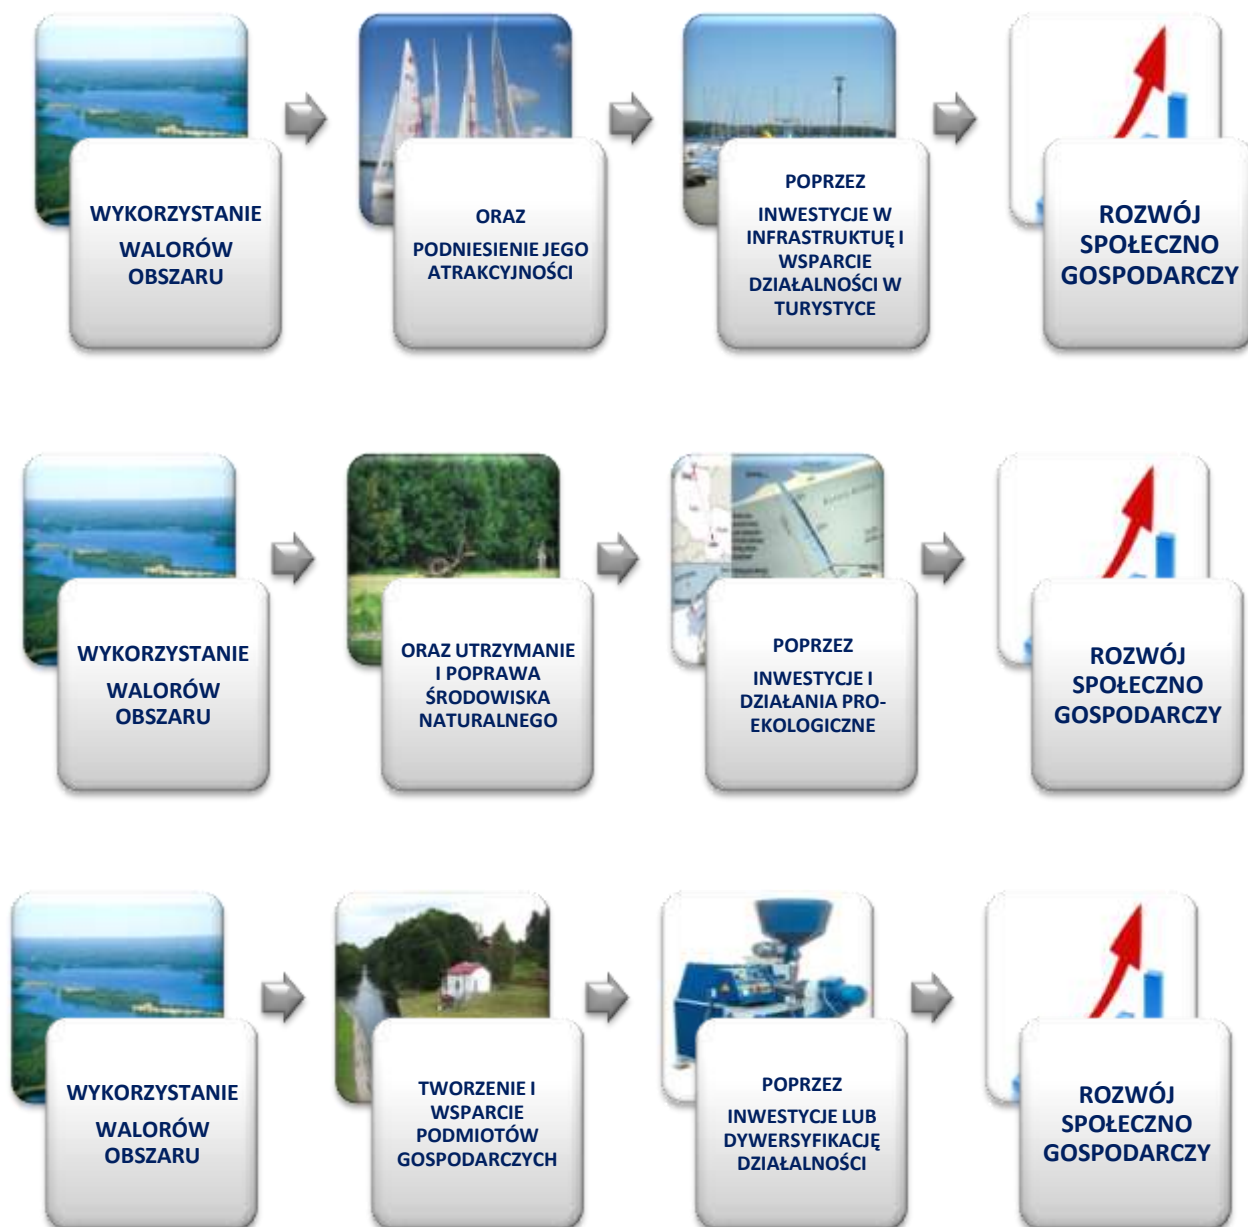 WYKORZYSTANIE
WALORÓW
OBSZARU
ORAZ
PODNIESIENIE JEGO
ATRAKCYJNOŚCI
POPRZEZ
INWESTYCJE W
INFRASTRUKTUĘ I
WSPARCIE
DZIAŁALNOŚCI W
TURYSTYCE
ROZWÓJ
SPOŁECZNO
GOSPODARCZY
WYKORZYSTANIE
WALORÓW
OBSZARU
ORAZ UTRZYMANIE
I POPRAWA
ŚRODOWISKA
NATURALNEGO
POPRZEZ
INWESTYCJE I
DZIAŁANIA PRO-
EKOLOGICZNE
ROZWÓJ
SPOŁECZNO
GOSPODARCZY
WYKORZYSTANIE
WALORÓW
OBSZARU
TWORZENIE I
WSPARCIE
PODMIOTÓW
GOSPODARCZYCH
POPRZEZ
INWESTYCJE LUB
DYWERSYFIKACJĘ
DZIAŁALNOŚCI
ROZWÓJ
SPOŁECZNO
GOSPODARCZY